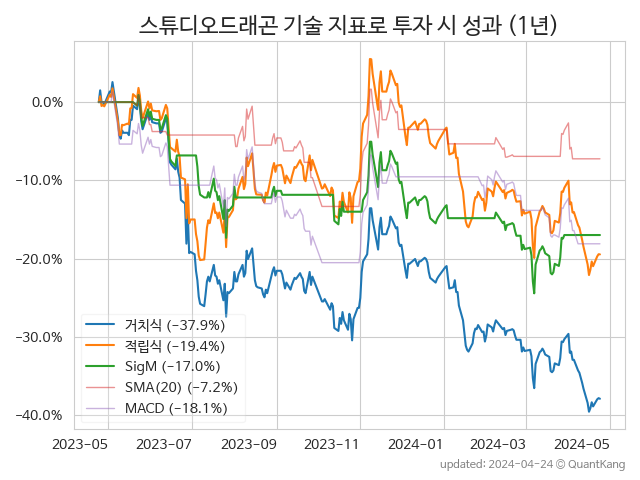 스튜디오드래곤 기술 지표로 투자 시 성과 (1년)
0.0%
−10.0%
−20.0%
−30.0%
−40.0%
거치식 (−37.9%)
적립식 (−19.4%)
SigM (−17.0%)
SMA(20) (−7.2%)
MACD (−18.1%)
2023-05 2023-07 2023-09 2023-11 2024-01 2024-03 2024-05
updated: 2024-04-24 © QuantKang